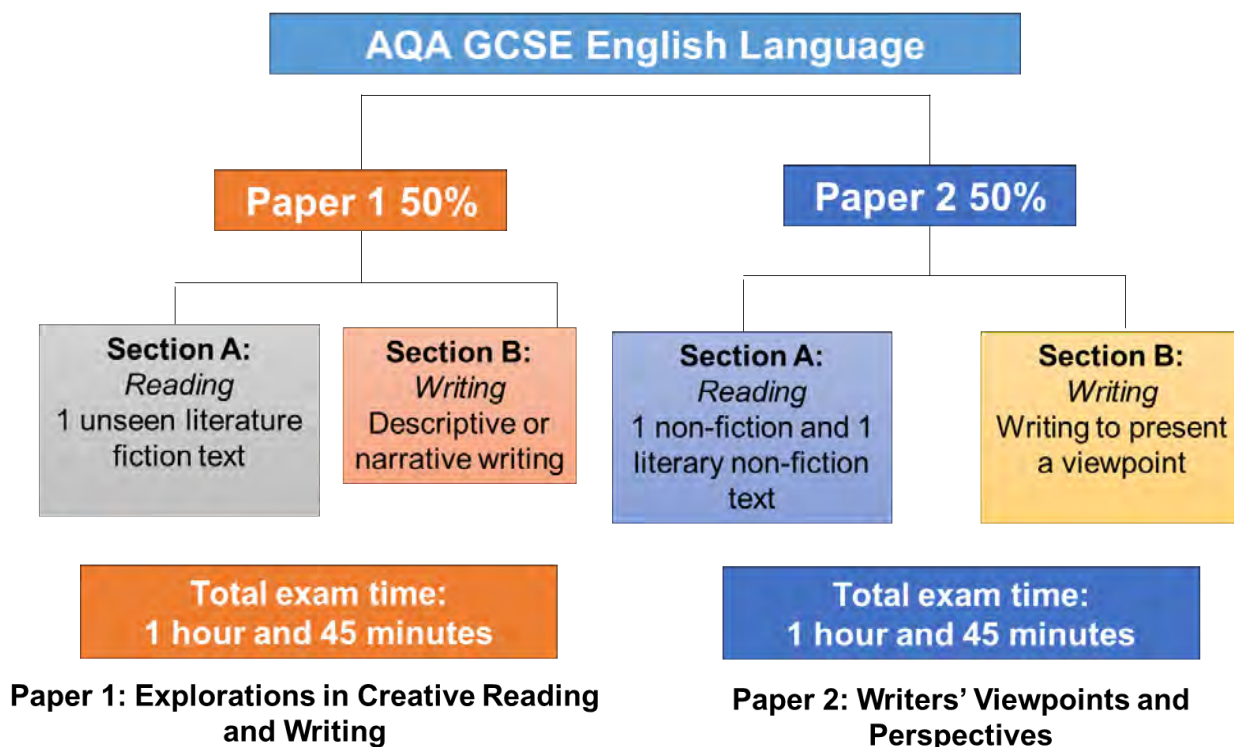 AQA GCSE English Language
Paper 1 50%
Paper 2 50%
Section A:
Reading
1 unseen literature
fiction text
Section B:
Writing
Descriptive or
narrative writing
Section A:
Reading
1 non-fiction and 1
literary non-fiction
text
Section B:
Writing
Writing to present
a viewpoint
Total exam time:
1 hour and 45 minutes
Total exam time:
1 hour and 45 minutes
Paper 1: Explorations in Creative Reading
and Writing
Paper 2: Writers’ Viewpoints and
Perspectives